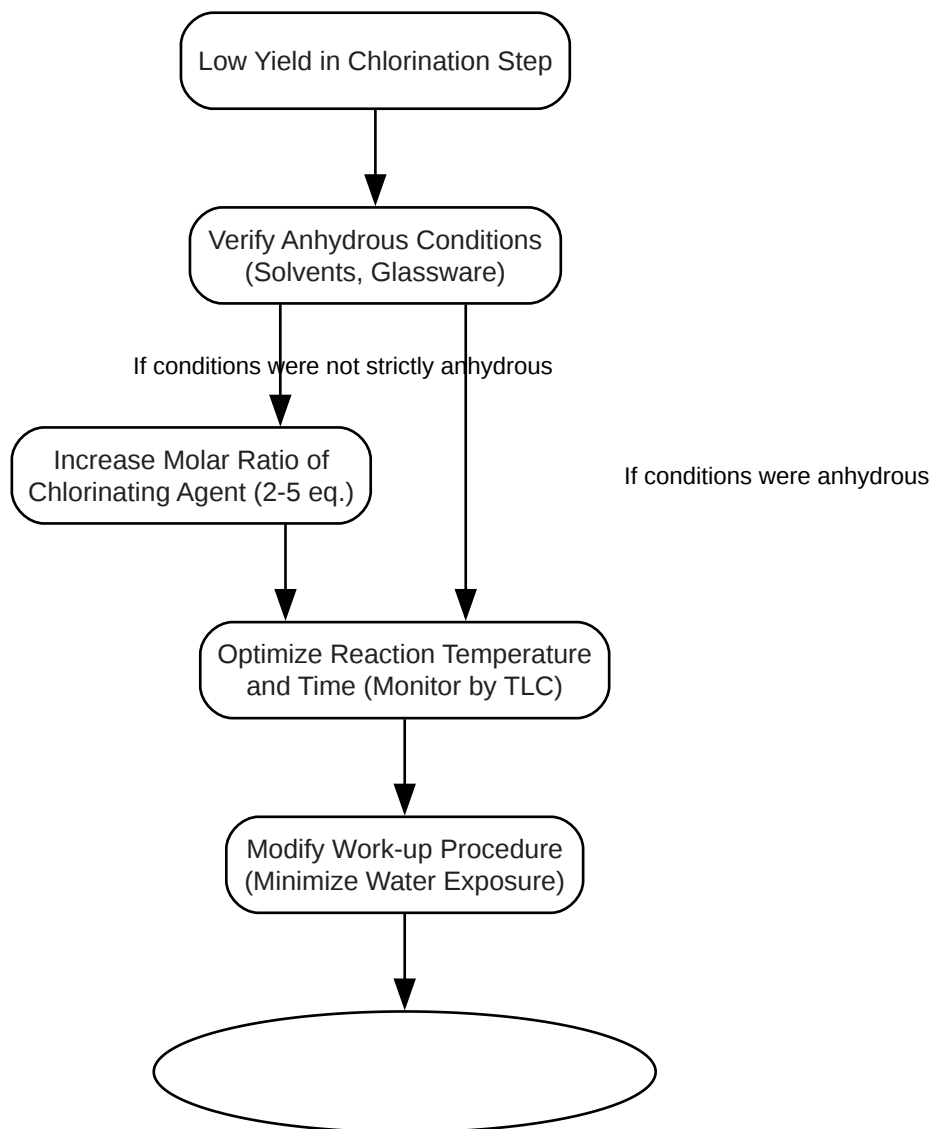 Low Yield in Chlorination Step
Verify Anhydrous Conditions
(Solvents, Glassware)
If conditions were not strictly anhydrous
Increase Molar Ratio of
Chlorinating Agent (2-5 eq.)
If conditions were anhydrous
Optimize Reaction Temperature
and Time (Monitor by TLC)
Modify Work-up Procedure
(Minimize Water Exposure)